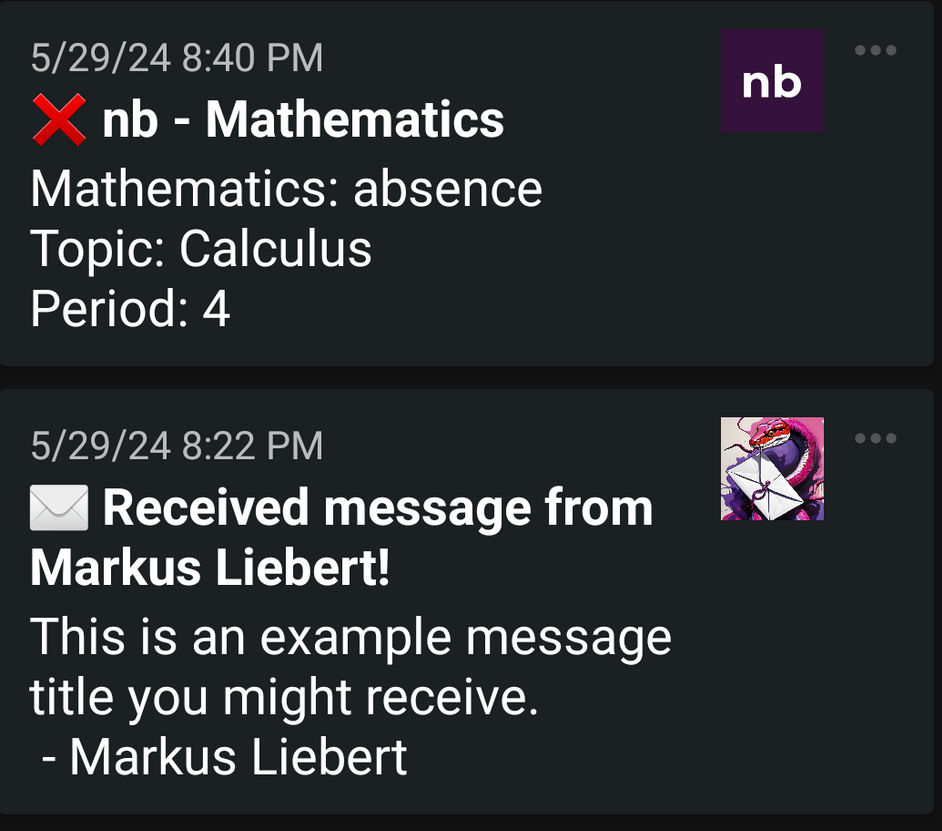 5/29/24 8:40 PM
nb
❌ nb - Mathematics
Mathematics: absence
Topic: Calculus
Period: 4
5/29/24 8:22 PM
✉️ Received message from
Markus Liebert!
This is an example message
title you might receive.
- Markus Liebert